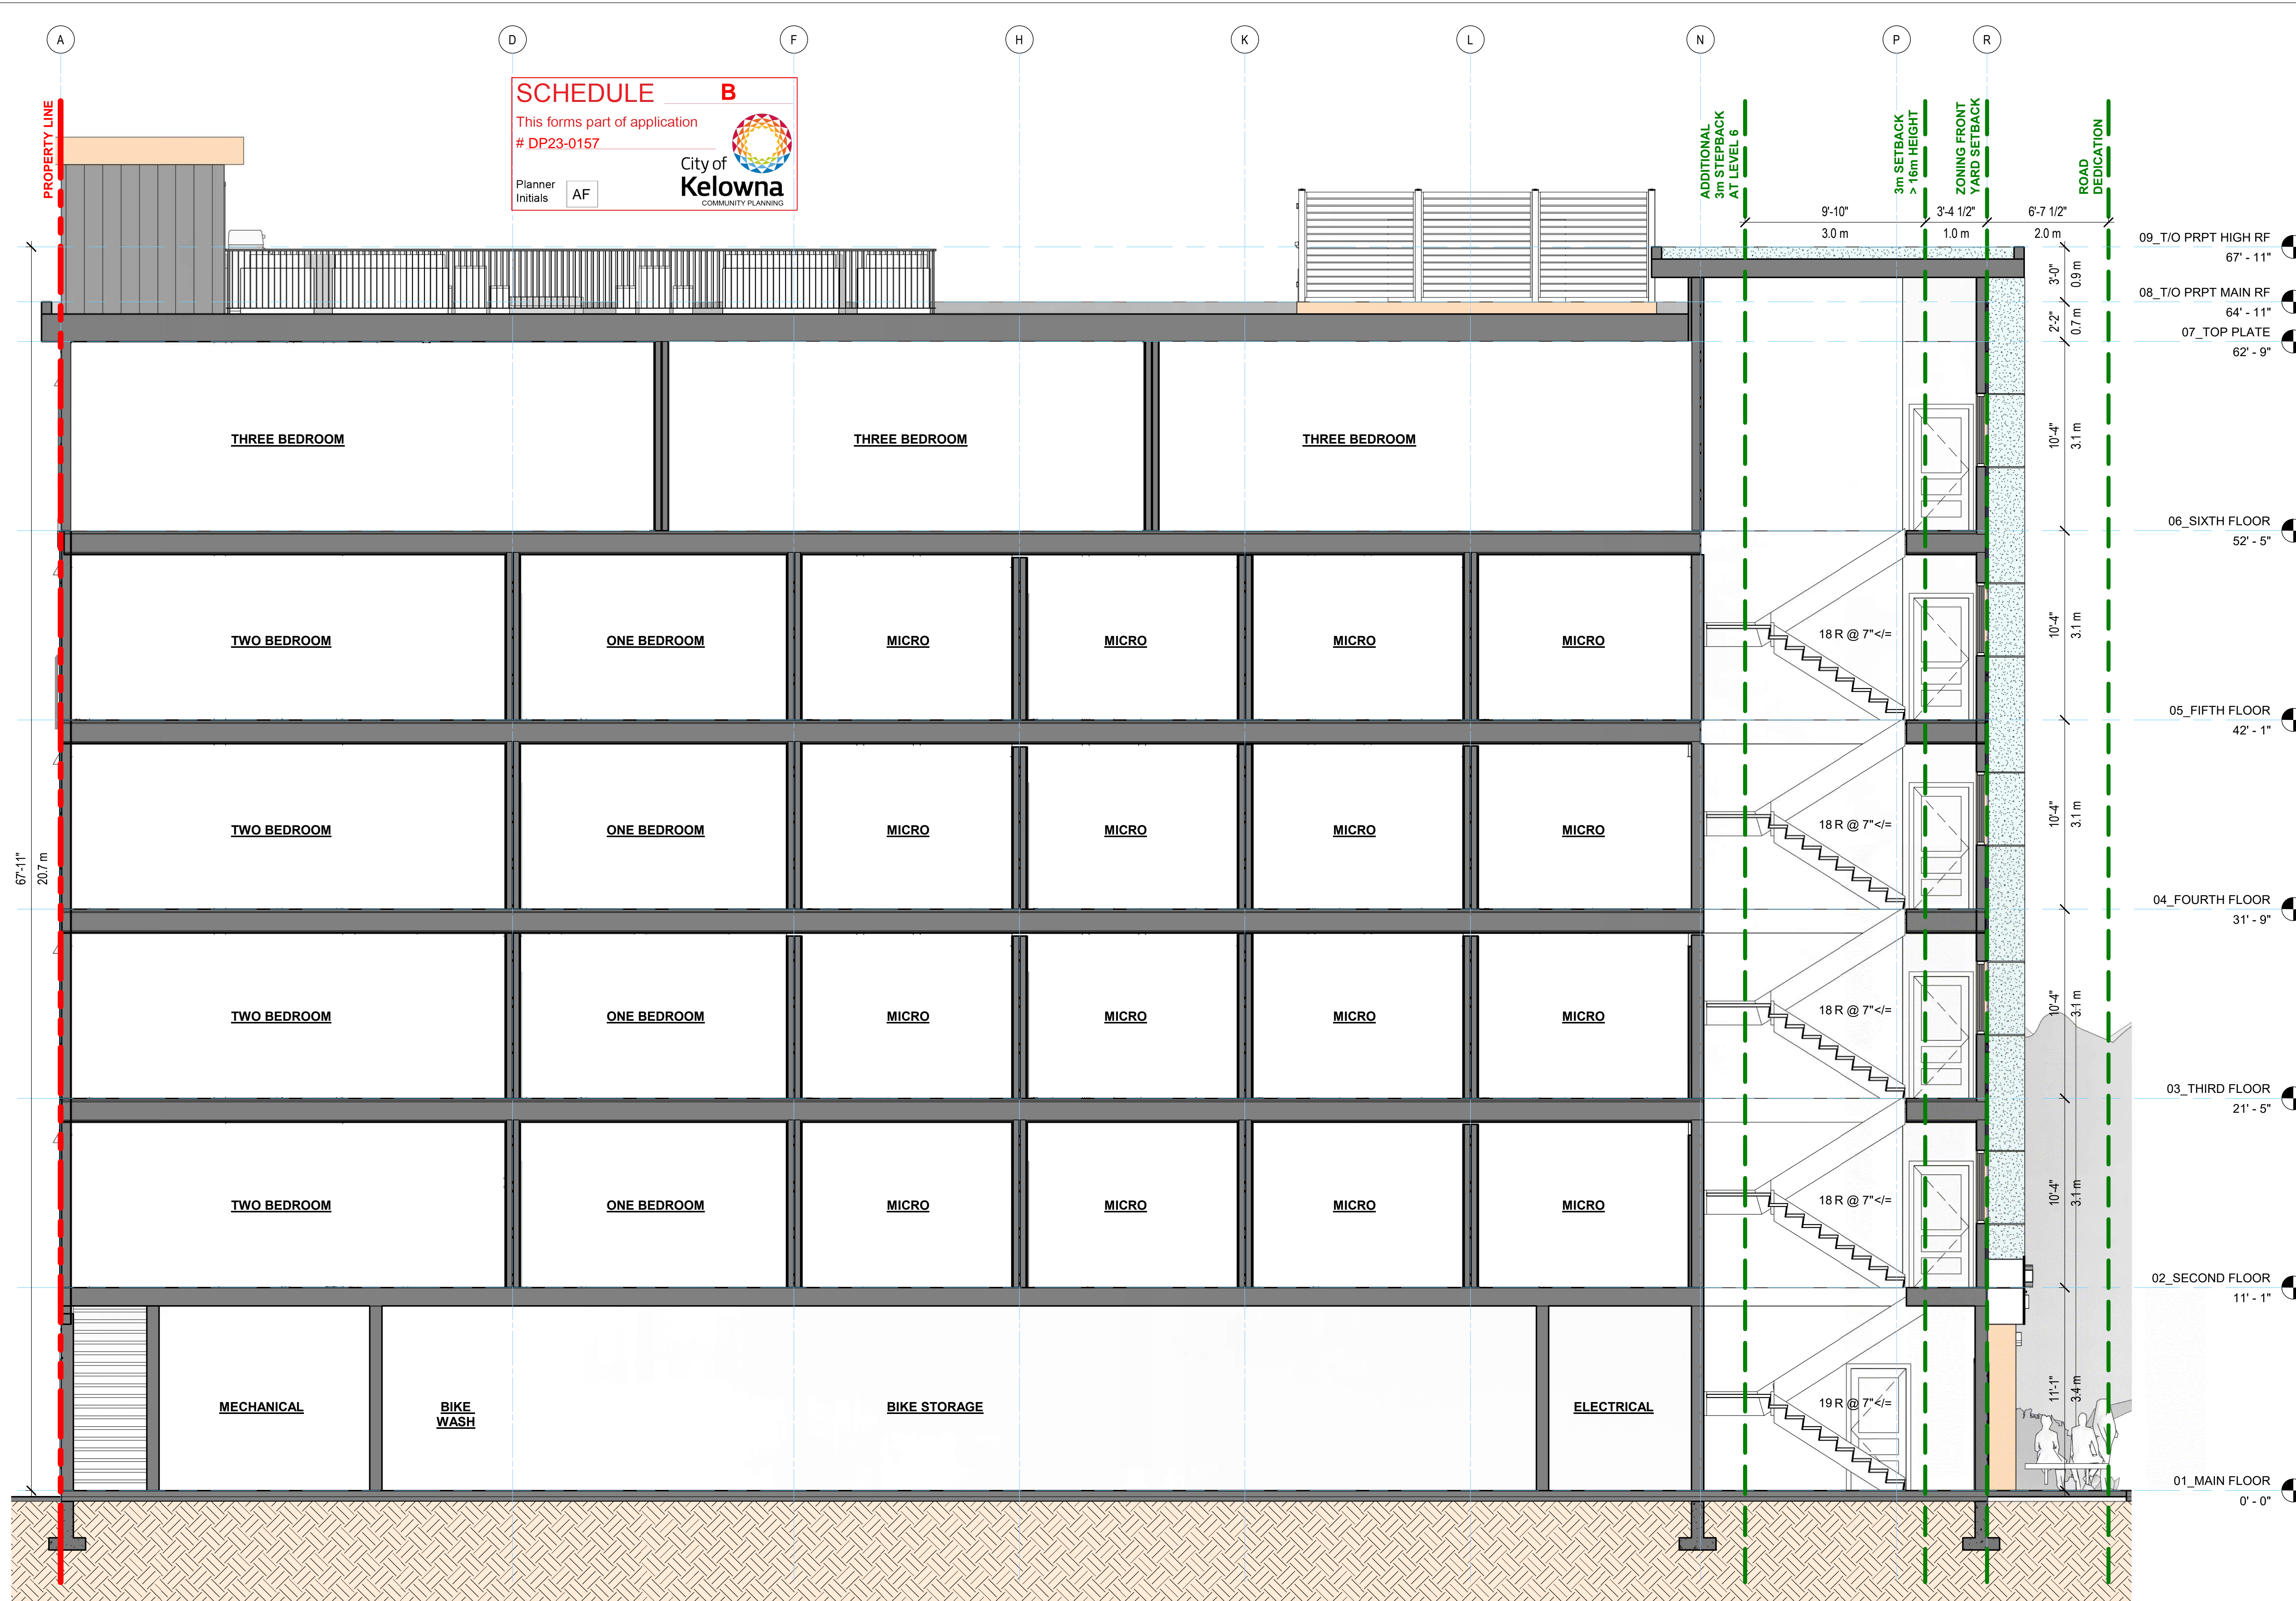 A
D
F
H
K
L
N
P
R
PROPERTY LINE
SCHEDULE B
This forms part of application
# DP23-0157
City of
Kelowna
COMMUNITY PLANNING
Planner
Initials
AF
ADDITIONAL
3m STEPBACK
AT LEVEL 6
3m SETBACK
> 16m HEIGHT
ZONING FRONT
YARD SETBACK
ROAD
DEDICATION
9'-10"
3'-4 1/2"
6'-7 1/2"
3.0 m
1.0 m
2.0 m
09_T/O PRPT HIGH RF
67' - 11"
3'-0"
0.9 m
08_T/O PRPT MAIN RF
64' - 11"
2'-2"
0.7 m
07_TOP PLATE
62' - 9"
THREE BEDROOM
THREE BEDROOM
THREE BEDROOM
10'-4"
3.1 m
06_SIXTH FLOOR
52' - 5"
TWO BEDROOM
ONE BEDROOM
MICRO
MICRO
MICRO
MICRO
18 R @ 7"</=
10'-4"
3.1 m
05_FIFTH FLOOR
42' - 1"
TWO BEDROOM
ONE BEDROOM
MICRO
MICRO
MICRO
MICRO
18 R @ 7"</=
10'-4"
3.1 m
67'-11"
20.7 m
04_FOURTH FLOOR
31' - 9"
TWO BEDROOM
ONE BEDROOM
MICRO
MICRO
MICRO
MICRO
18 R @ 7"</=
10'-4"
3.1 m
03_THIRD FLOOR
21' - 5"
TWO BEDROOM
ONE BEDROOM
MICRO
MICRO
MICRO
MICRO
18 R @ 7"</=
10'-4"
3.1 m
02_SECOND FLOOR
11' - 1"
MECHANICAL
BIKE
WASH
BIKE STORAGE
ELECTRICAL
19 R @ 7"</=
11'-1"
3.4 m
01_MAIN FLOOR
0' - 0"